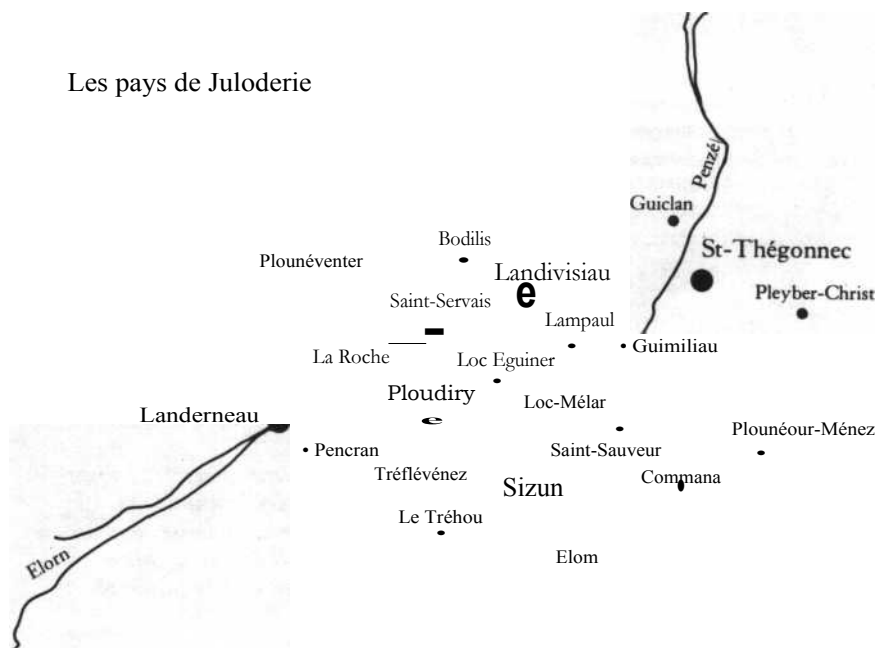 Les pays de Juloderie
Penzé
Guiclan
Bodilis
St-Thégonnec
Plounéventer
Landivisiau
e
Pleyber-Christ
Saint-Servais
Lampaul
La Roche
Loc Eguiner
Guimiliau
Ploudiry
e
Loc-Mélar
Landerneau
Plounéour-Ménez
Pencran
Saint-Sauveur
Tréflévénez
Commana
Sizun
Le Tréhou
Elorn
Elom